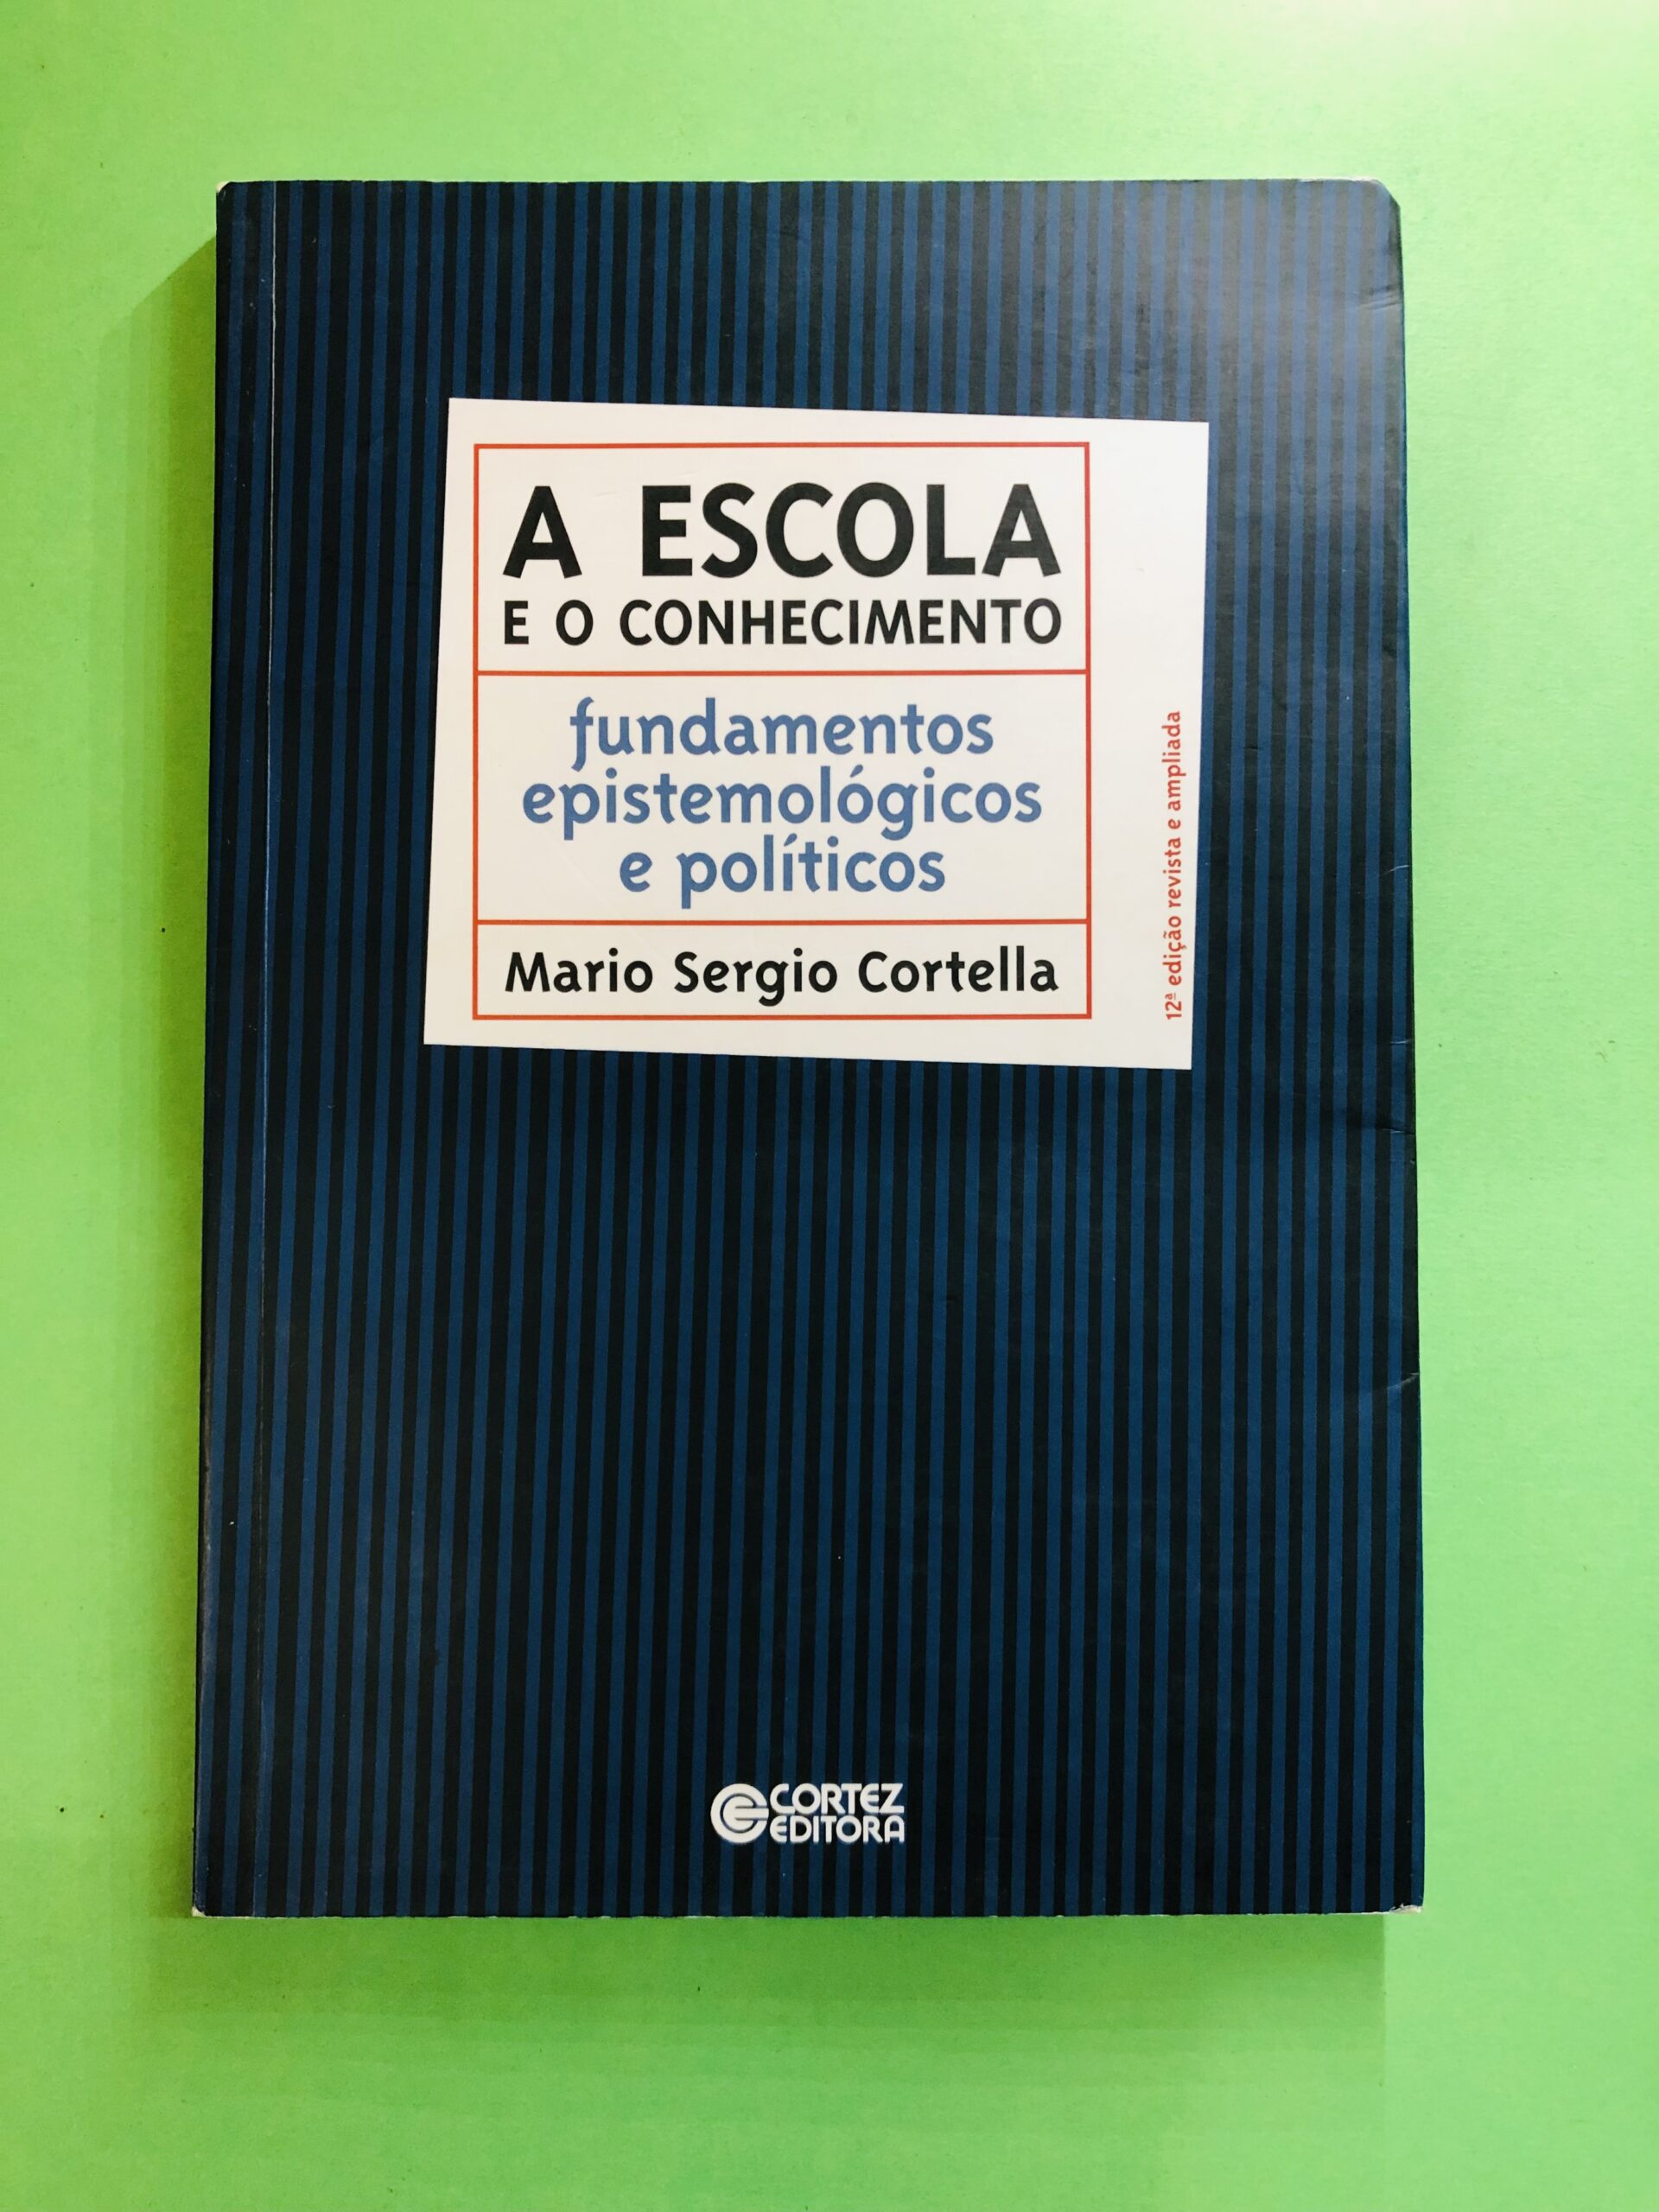 A ESCOLA
E O CONHECIMENTO
fundamentos
epistemológicos
e políticos
Mario Sergio Cortella
12ª edição revista e ampliada
CORTEZ
EDITORA